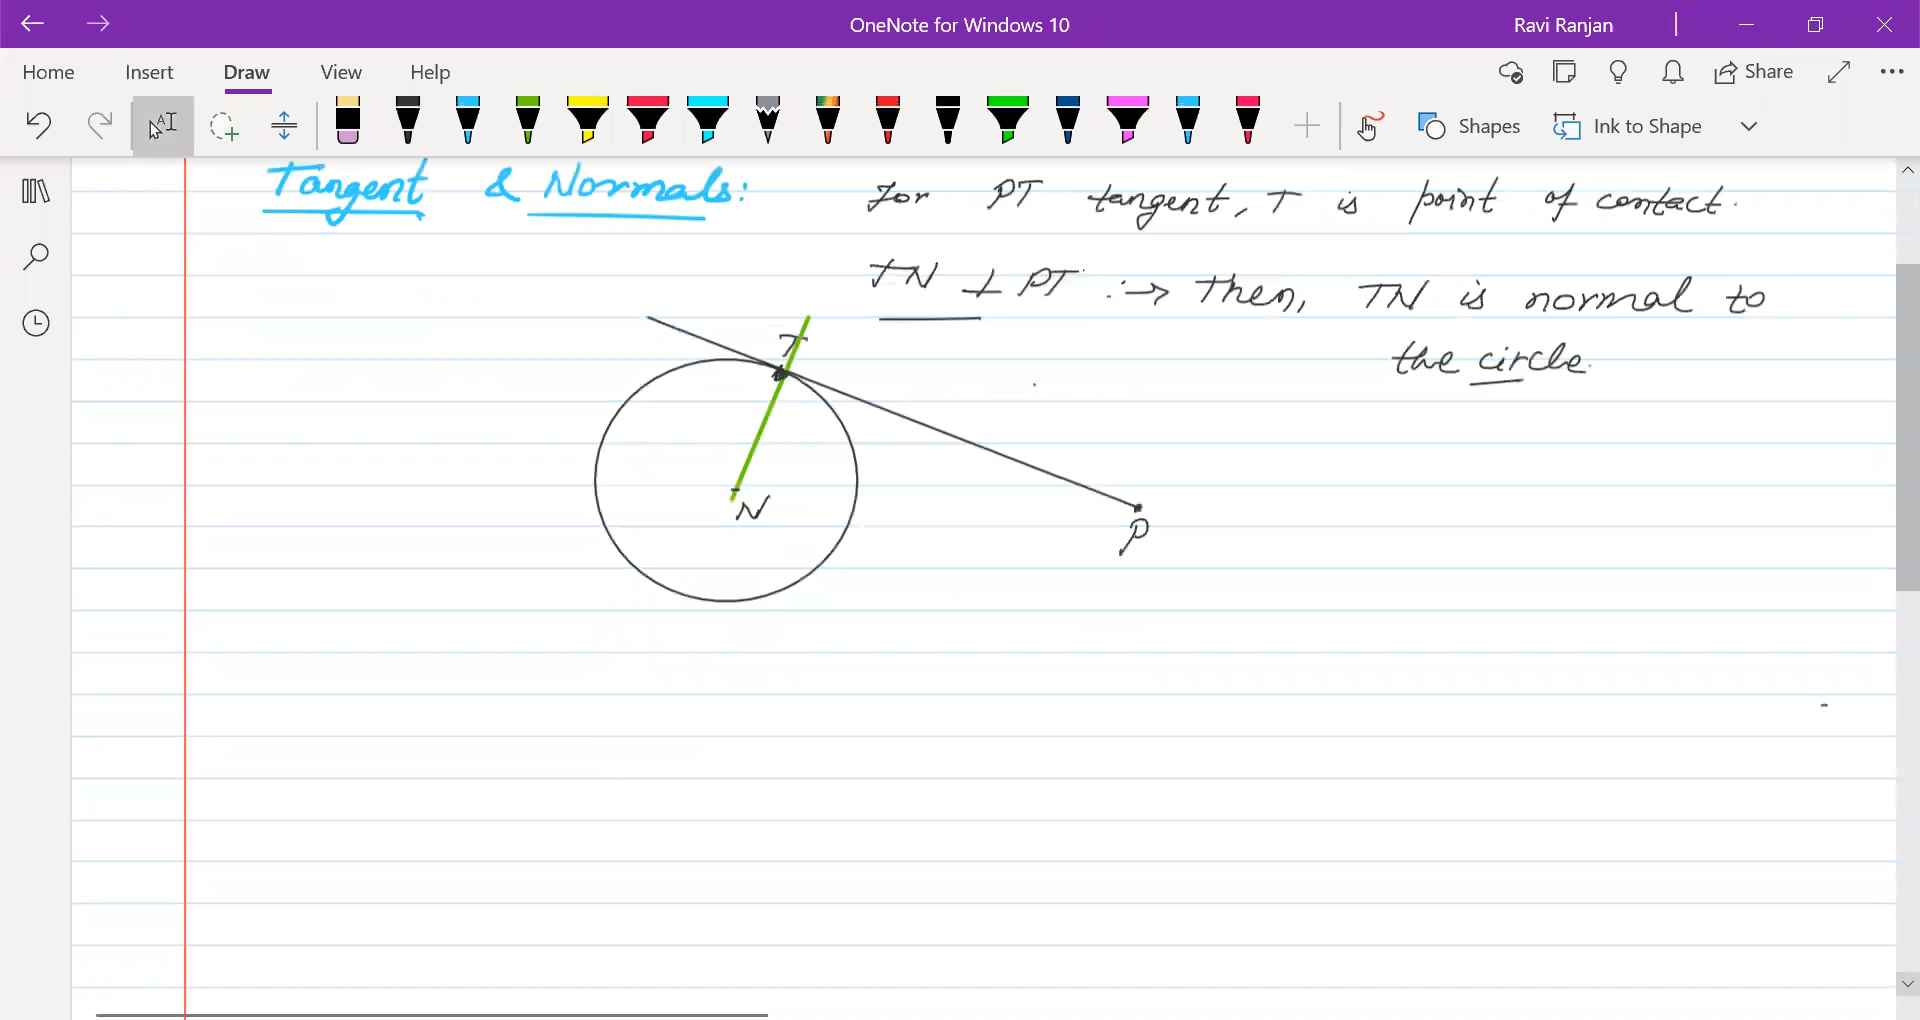 OneNote for Windows 10
Ravi Ranjan
Home Insert Draw View Help
Share
Shapes
Ink to Shape
Tangent & Normals:
For PT tangent, T is point of contact.
TN ⊥ PT :→ then, TN is normal to
the circle.
T
N
P